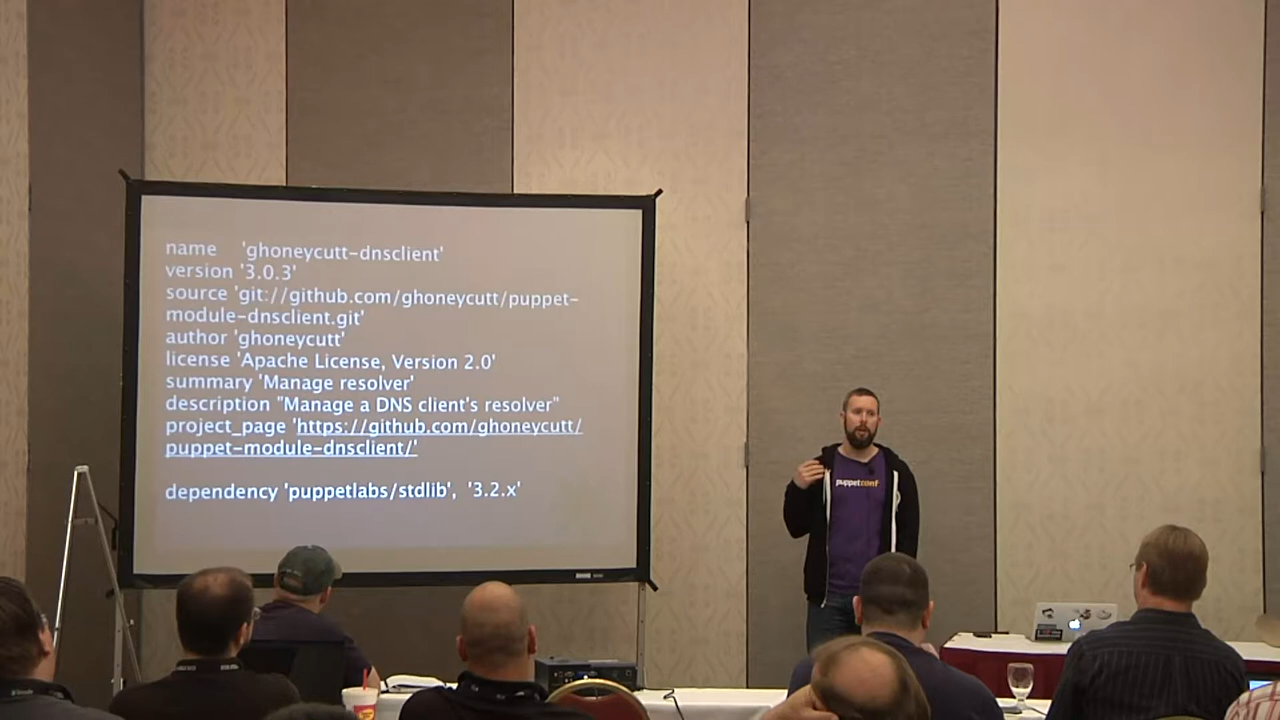 name 'ghoneycutt-dnsclient'
version '3.0.3'
source 'git://github.com/ghoneycutt/puppet-
module-dnsclient.git'
author 'ghoneycutt'
license 'Apache License, Version 2.0'
summary 'Manage resolver'
description "Manage a DNS client's resolver"
project_page 'https://github.com/ghoneycutt/
puppet-module-dnsclient/'
dependency 'puppetlabs/stdlib', '3.2.x'
puppetconf